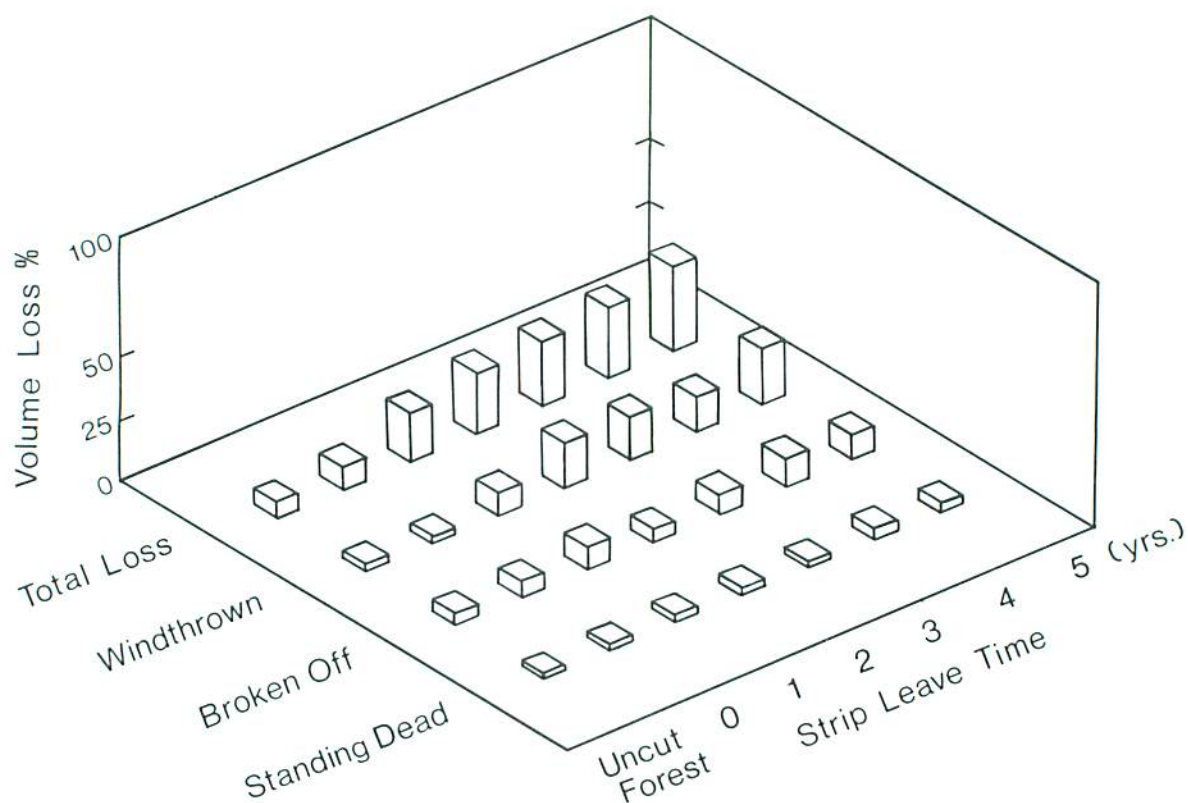 Volume Loss %
100
50
25
0
Total Loss
Windthrown
Broken Off
Standing Dead
Uncut
Forest
0
1
2
3
4
5 (yrs.)
Strip Leave Time